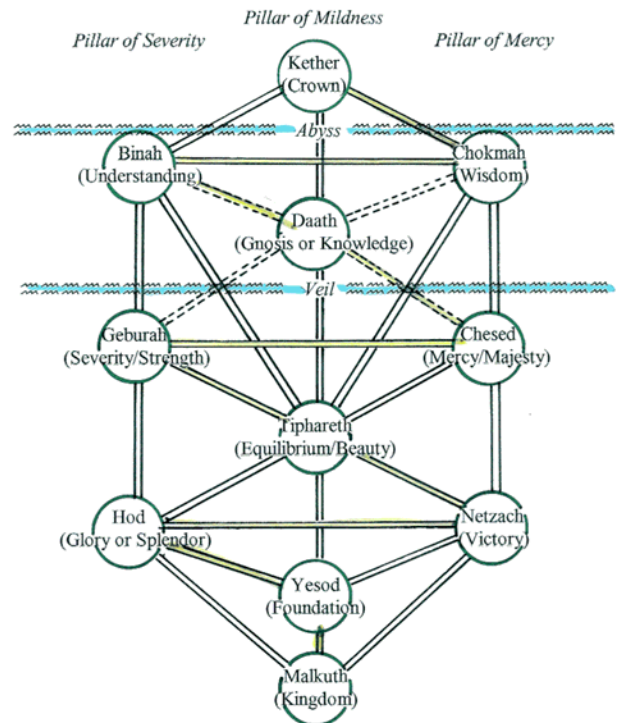 Pillar of Mildness
Pillar of Severity
Pillar of Mercy
Kether
(Crown)
Abyss
Binah
(Understanding)
Chokmah
(Wisdom)
Daath
(Gnosis or Knowledge)
Veil
Geburah
(Severity/Strength)
Chesed
(Mercy/Majesty)
Tiphareth
(Equilibrium/Beauty)
Hod
(Glory or Splendor)
Netzach
(Victory)
Yesod
(Foundation)
Malkuth
(Kingdom)